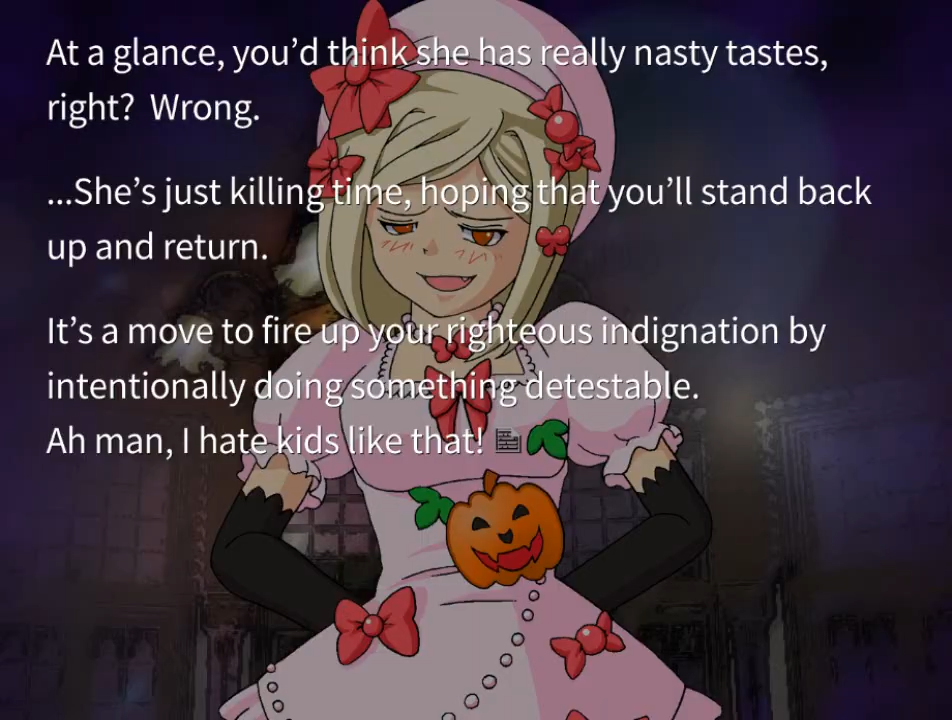 At a glance, you’d think she has really nasty tastes,
right?  Wrong.
...She’s just killing time, hoping that you’ll stand back
up and return.
It’s a move to fire up your righteous indignation by
intentionally doing something detestable.
Ah man, I hate kids like that!